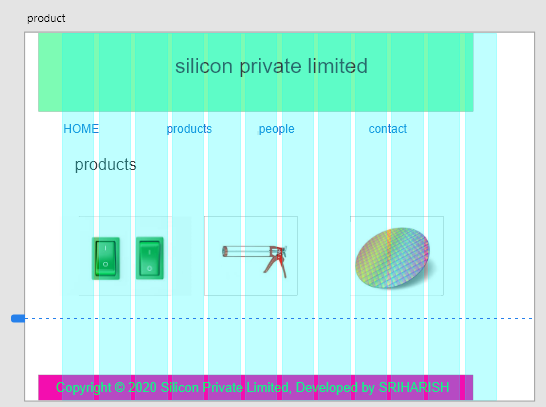 product
silicon private limited
HOME products people contact
products
Copyright © 2020 Silicon Private Limited, Developed by SRIHARISH